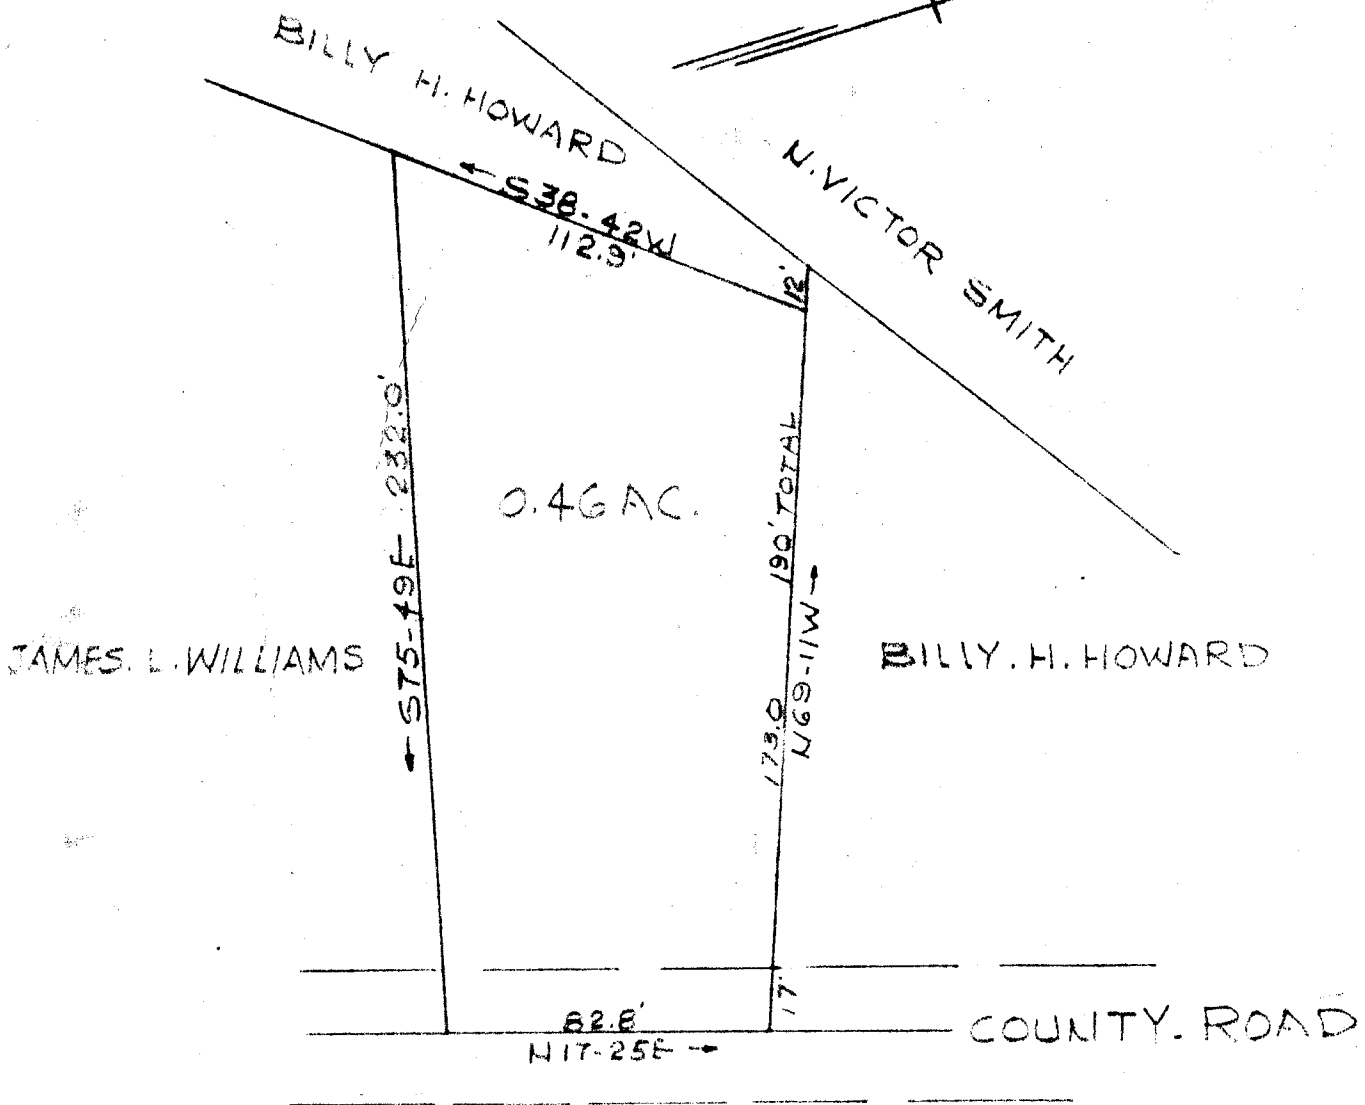 BILLY H. HOWARD
N. VICTOR SMITH
← S38-42W
112.9'
12'
S75-49E 232.0'
0.46 AC.
173.0 190' TOTAL
N69-11W →
JAMES. L. WILLIAMS
BILLY. H. HOWARD
17'
82.8'
N17-25E →
COUNTY. ROAD